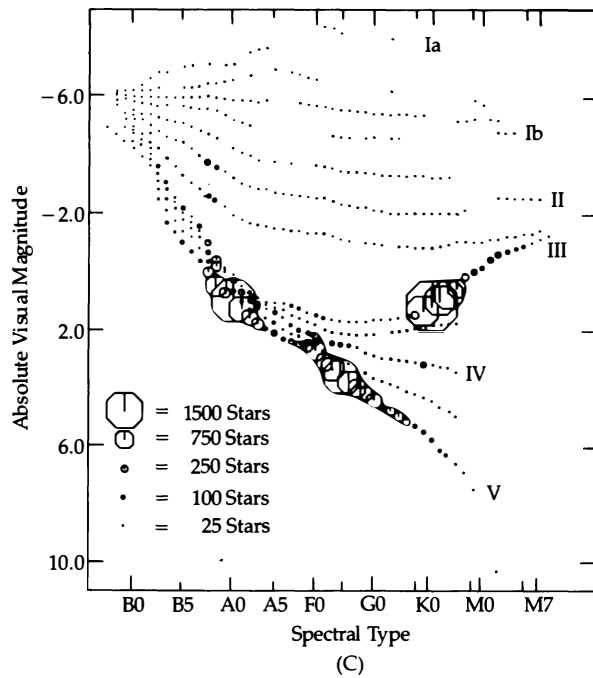 Ia
−6.0
Ib
−2.0
II
III
2.0
IV
= 1500 Stars
= 750 Stars
6.0
= 250 Stars
V
= 100 Stars
= 25 Stars
10.0
Absolute Visual Magnitude
B0 B5 A0 A5 F0 G0 K0 M0 M7
Spectral Type
(C)